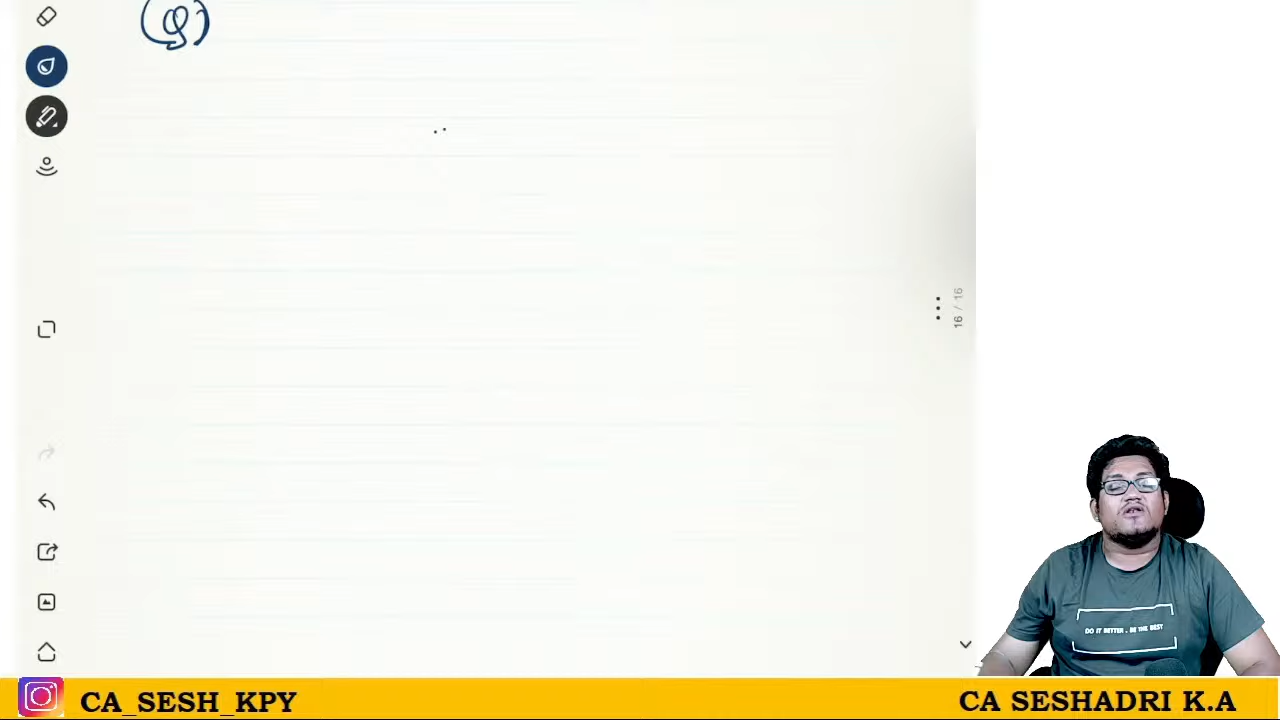 (Q)
16 / 16
DO IT BETTER . BE THE BEST
CA_SESH_KPY
CA SESHADRI K.A